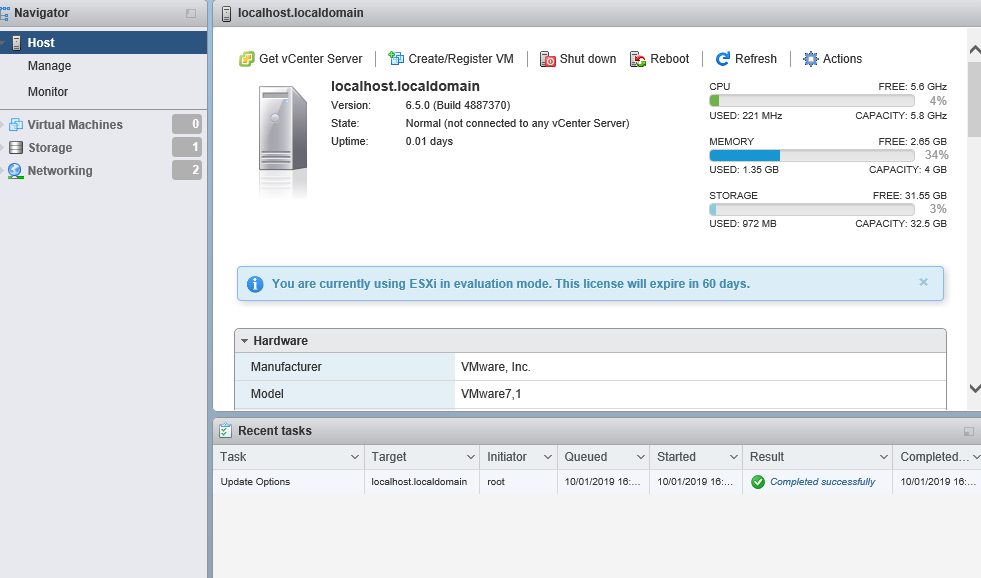 Navigator
Host
Manage
Monitor
Virtual Machines 0
Storage 1
Networking 2
localhost.localdomain
Get vCenter Server Create/Register VM Shut down Reboot Refresh Actions
localhost.localdomain
Version: 6.5.0 (Build 4887370)
State: Normal (not connected to any vCenter Server)
Uptime: 0.01 days
CPU FREE: 5.6 GHz
4%
USED: 221 MHz CAPACITY: 5.8 GHz
MEMORY FREE: 2.65 GB
34%
USED: 1.35 GB CAPACITY: 4 GB
STORAGE FREE: 31.55 GB
3%
USED: 972 MB CAPACITY: 32.5 GB
You are currently using ESXi in evaluation mode. This license will expire in 60 days.
Hardware
Manufacturer VMware, Inc.
Model VMware7,1
Recent tasks
Task Target Initiator Queued Started Result Completed...
Update Options localhost.localdomain root 10/01/2019 16:... 10/01/2019 16:... Completed successfully 10/01/2019 16:...